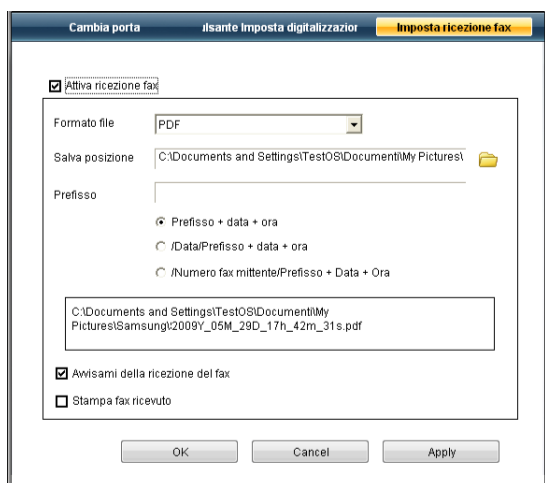 Cambia porta ulsante Imposta digitalizzazior Imposta ricezione fax
Attiva ricezione fax
Formato file PDF
Salva posizione C:\Documents and Settings\TestOS\Documenti\My Pictures\
Prefisso
Prefisso + data + ora
/Data/Prefisso + data + ora
/Numero fax mittente/Prefisso + Data + Ora
C:\Documents and Settings\TestOS\Documenti\My
Pictures\Samsung\2009Y_05M_29D_17h_42m_31s.pdf
Avvisami della ricezione del fax
Stampa fax ricevuto
OK Cancel Apply